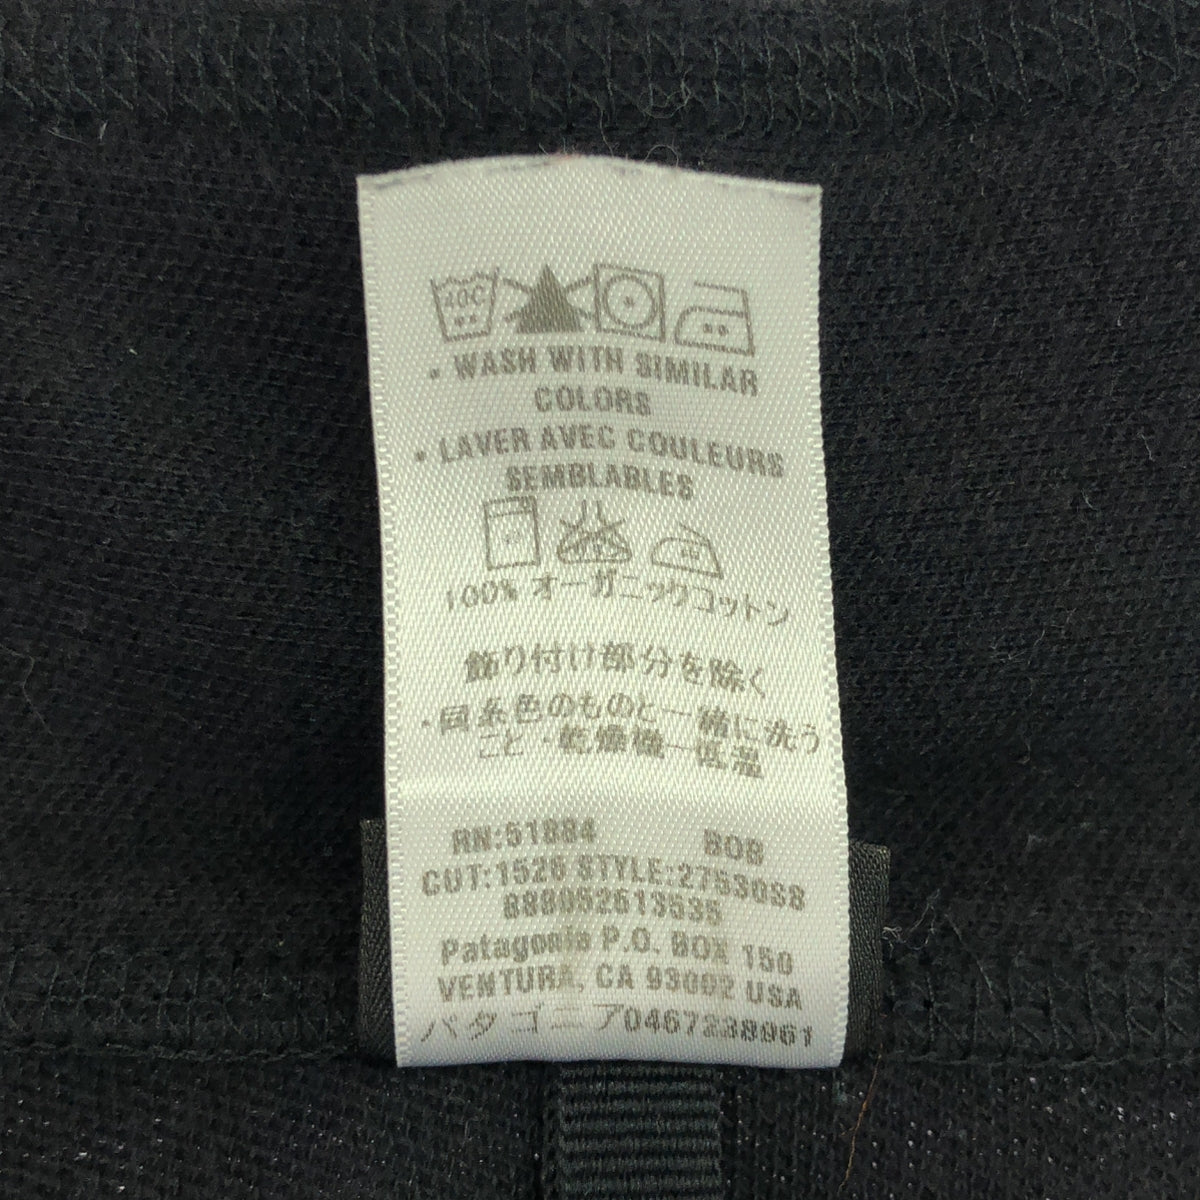 40C
• WASH WITH SIMILAR
COLORS
• LAVER AVEC COULEURS
SEMBLABLES
100% オーガニックコットン
飾り付け部分を除く
・同系色のものと一緒に洗う
こと・乾燥機一低温
RN:51884 BOB
CUT:1526 STYLE:27530S8
888052613535
Patagonia P.O. BOX 150
VENTURA, CA 93002 USA
パタゴニア0467238961